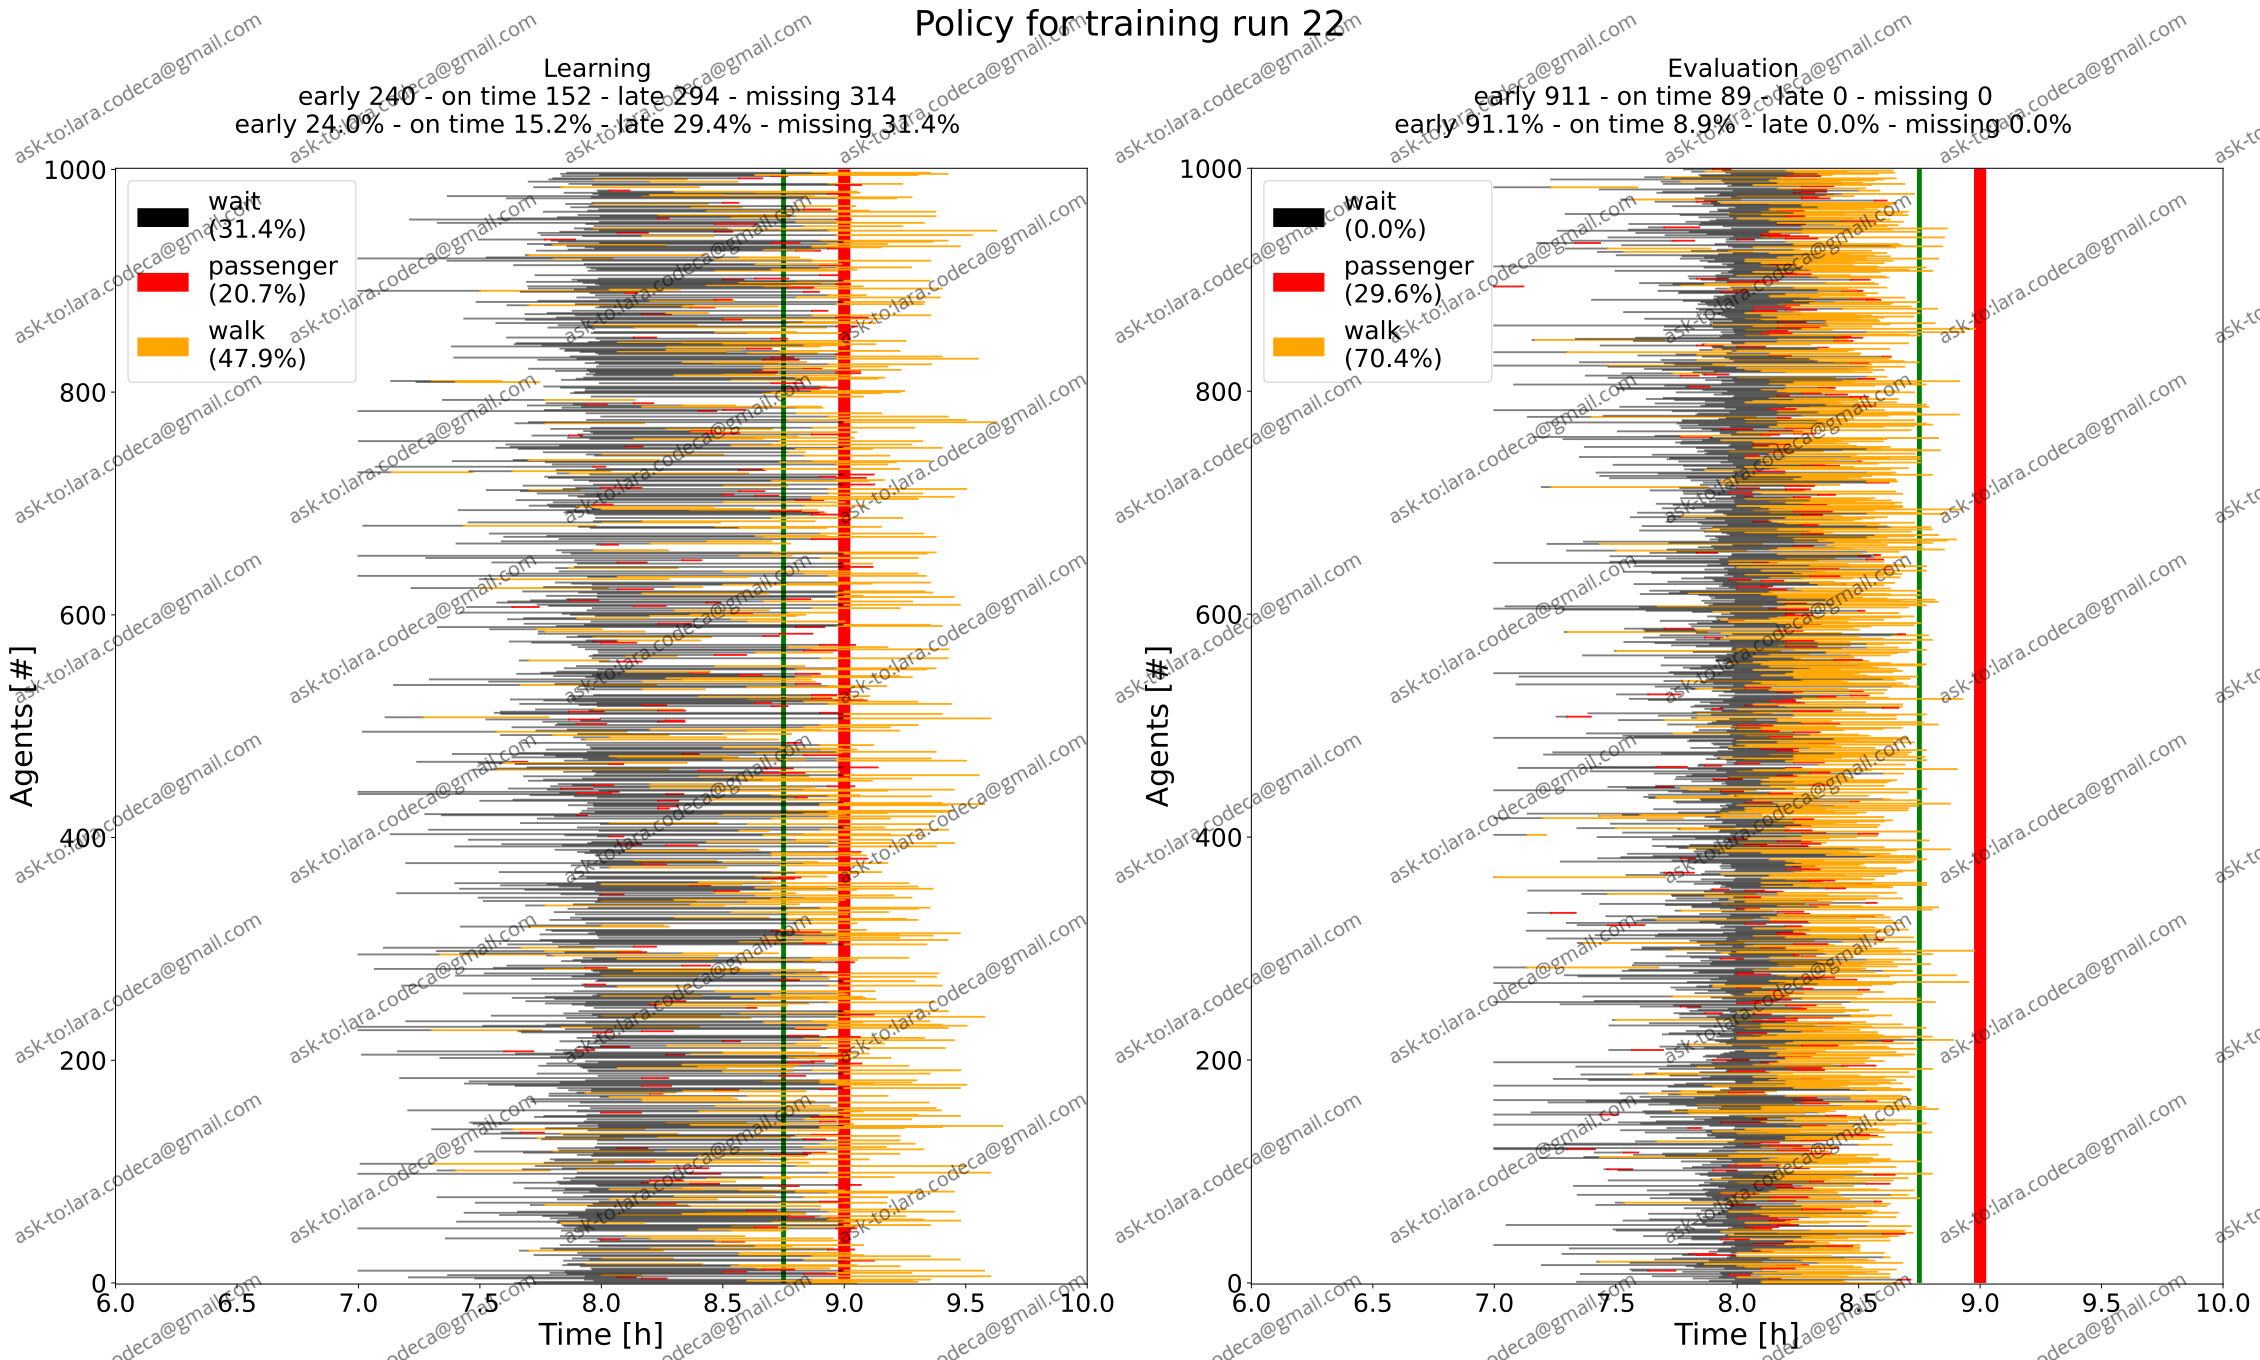 Policy for training run 22
Learning
early 240 - on time 152 - late 294 - missing 314
early 24.0% - on time 15.2% - late 29.4% - missing 31.4%
wait
(31.4%)
passenger
(20.7%)
walk
(47.9%)
Agents [#]
1000
800
600
400
200
0
6.0 6.5 7.0 7.5 8.0 8.5 9.0 9.5 10.0
Time [h]
Evaluation
early 911 - on time 89 - late 0 - missing 0
early 91.1% - on time 8.9% - late 0.0% - missing 0.0%
wait
(0.0%)
passenger
(29.6%)
walk
(70.4%)
Agents [#]
1000
800
600
400
200
0
6.0 6.5 7.0 7.5 8.0 8.5 9.0 9.5 10.0
Time [h]
ask-to:lara.codeca@gmail.com